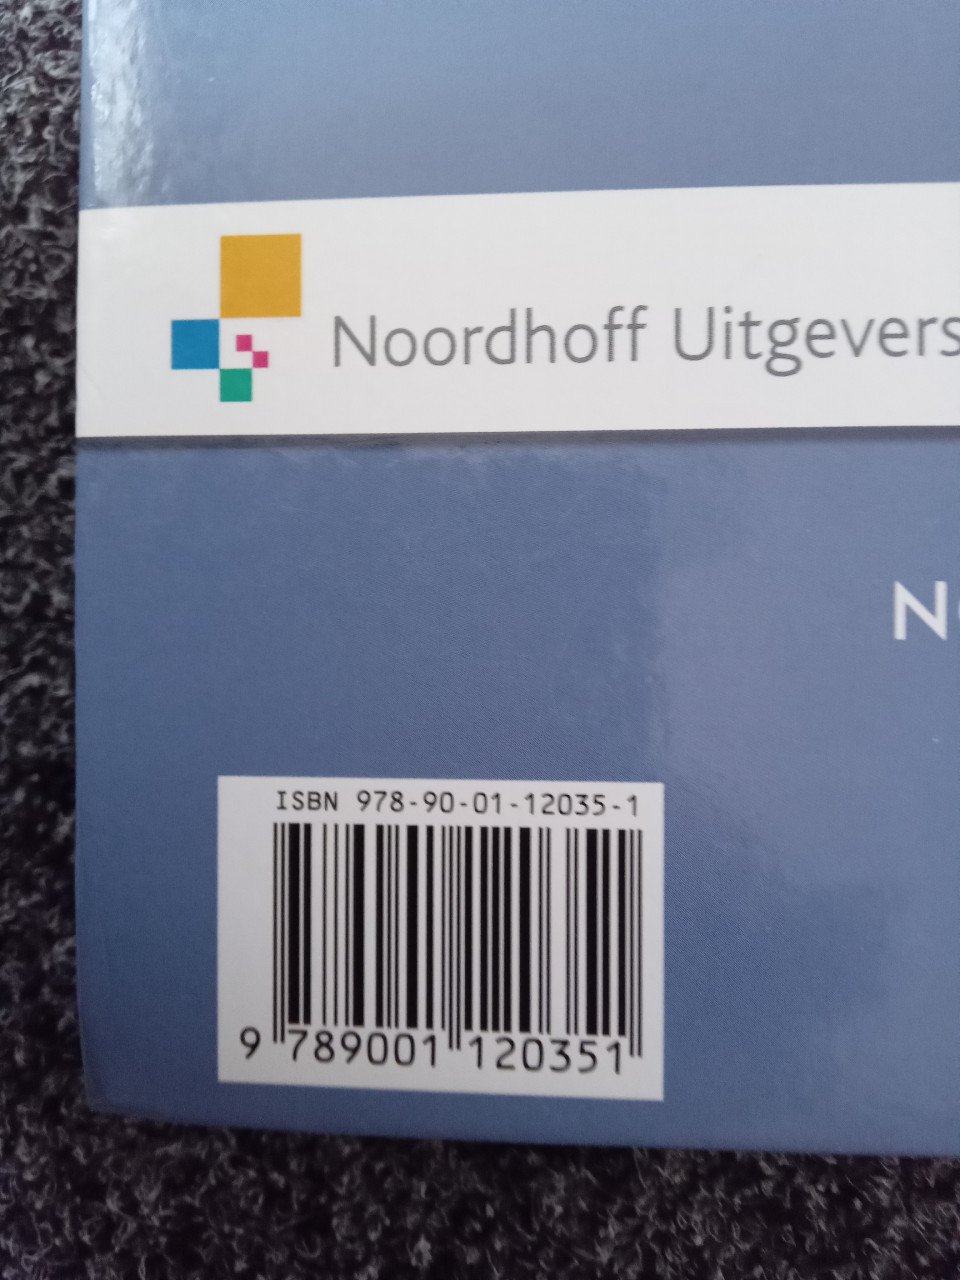 Noordhoff Uitgevers
ISBN 978-90-01-12035-1
9 789001 120351